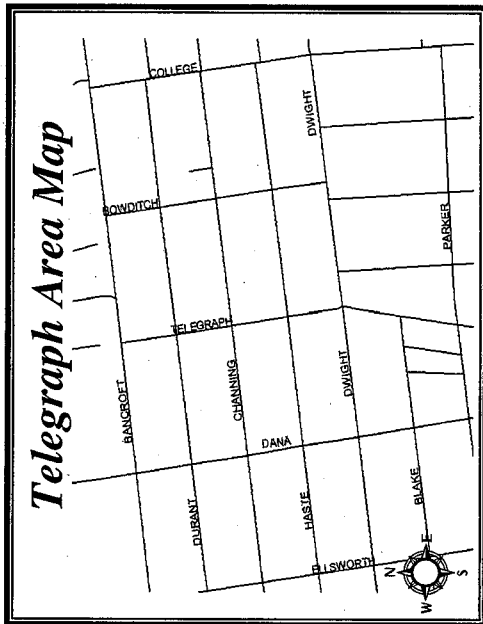 Telegraph Area Map
COLLEGE
DWIGHT
BOWDITCH
PARKER
TELEGRAPH
BANCROFT
CHANNING
DWIGHT
DANA
DURANT
HASTE
BLAKE
ELLSWORTH
N
E
W
S